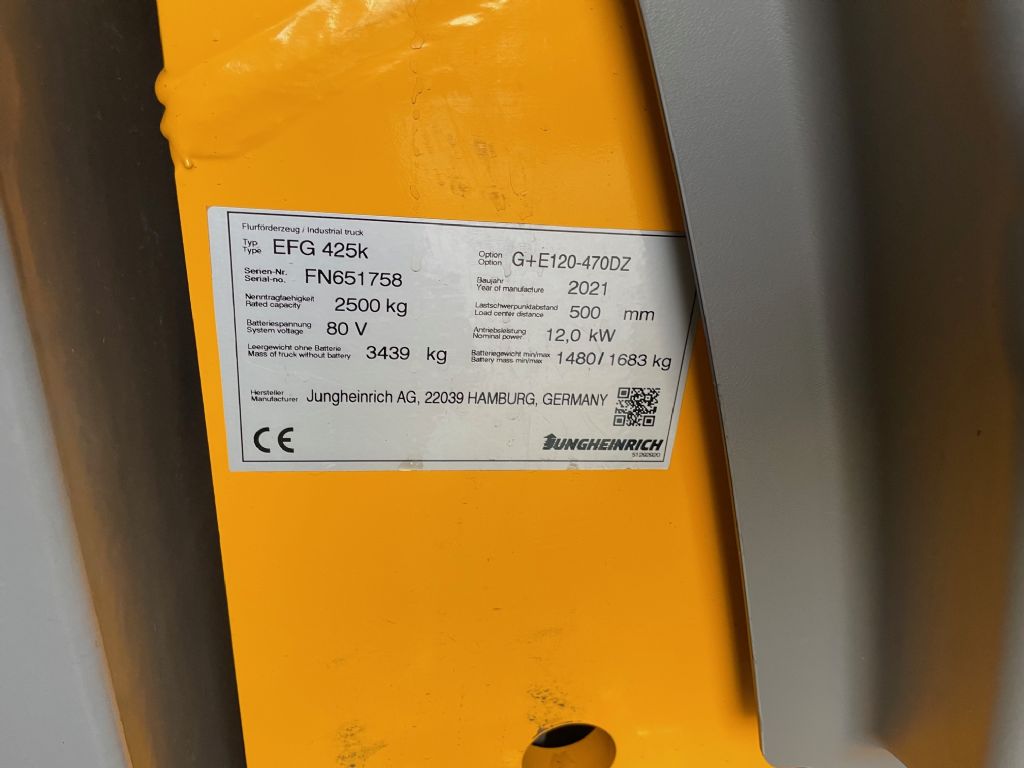 Flurförderzeug / Industrial truck
Typ
Type EFG 425k
Option
Option G+E120-470DZ
Serien-Nr.
Serial-no. FN651758
Baujahr
Year of manufacture 2021
Nenntragfaehigkeit
Rated capacity 2500 kg
Lastschwerpunktabstand
Load center distance 500 mm
Batteriespannung
System voltage 80 V
Antriebsleistung
Nominal power 12,0 kW
Leergewicht ohne Batterie
Mass of truck without battery 3439 kg
Batteriegewicht min/max
Battery mass min/max 1480 / 1683 kg
Hersteller
Manufacturer Jungheinrich AG, 22039 HAMBURG, GERMANY
CE
JUNGHEINRICH
51292920